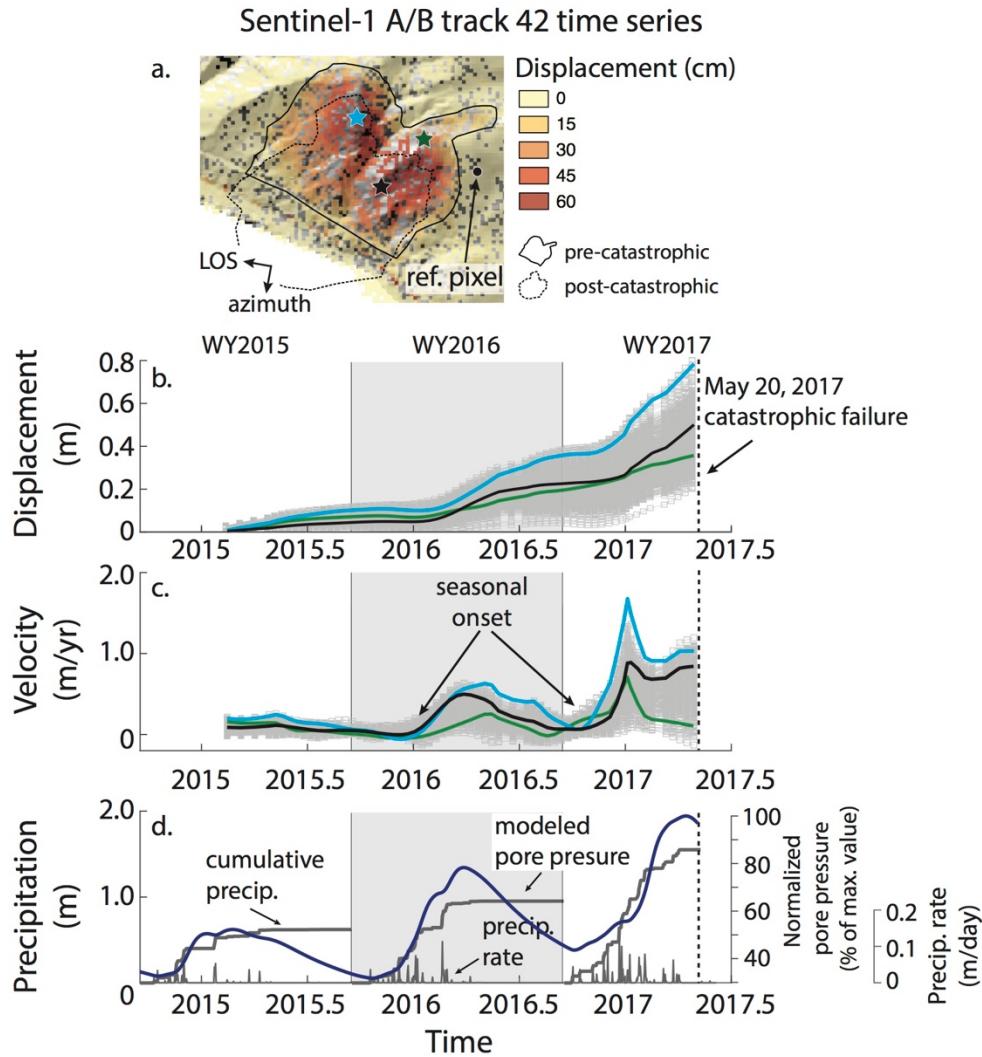 Sentinel-1 A/B track 42 time series
a.
Displacement (cm)
0
15
30
45
60
pre-catastrophic
post-catastrophic
LOS
azimuth
ref. pixel
WY2015 WY2016 WY2017
b.
Displacement
(m)
0.8
0.6
0.4
0.2
0
May 20, 2017
catastrophic failure
2015 2015.5 2016 2016.5 2017 2017.5
c.
Velocity
(m/yr)
2.0
1.0
0
seasonal
onset
2015 2015.5 2016 2016.5 2017 2017.5
d.
Precipitation
(m)
2.0
1.0
0
cumulative
precip.
modeled
pore presure
precip.
rate
100
80
60
40
Normalized
pore pressure
(% of max. value)
0.2
0.1
0
Precip. rate
(m/day)
2015 2015.5 2016 2016.5 2017 2017.5
Time